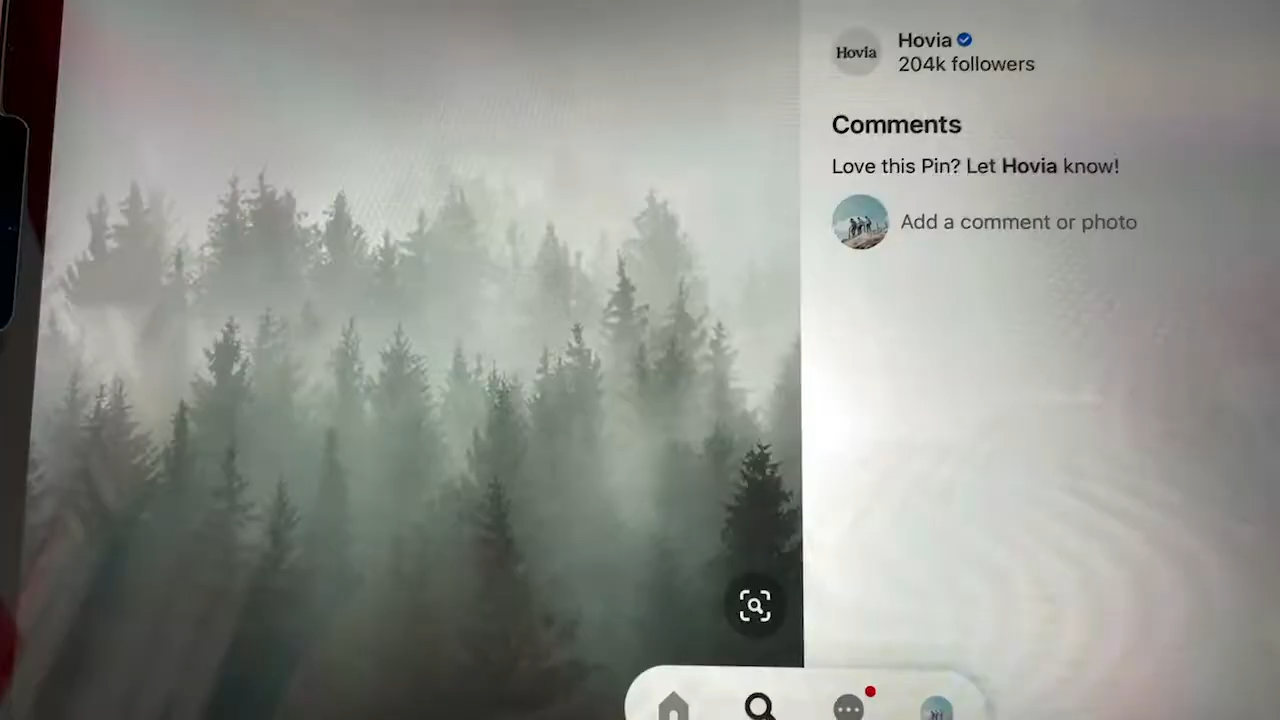 Hovia
Hovia
204k followers
Comments
Love this Pin? Let Hovia know!
Add a comment or photo